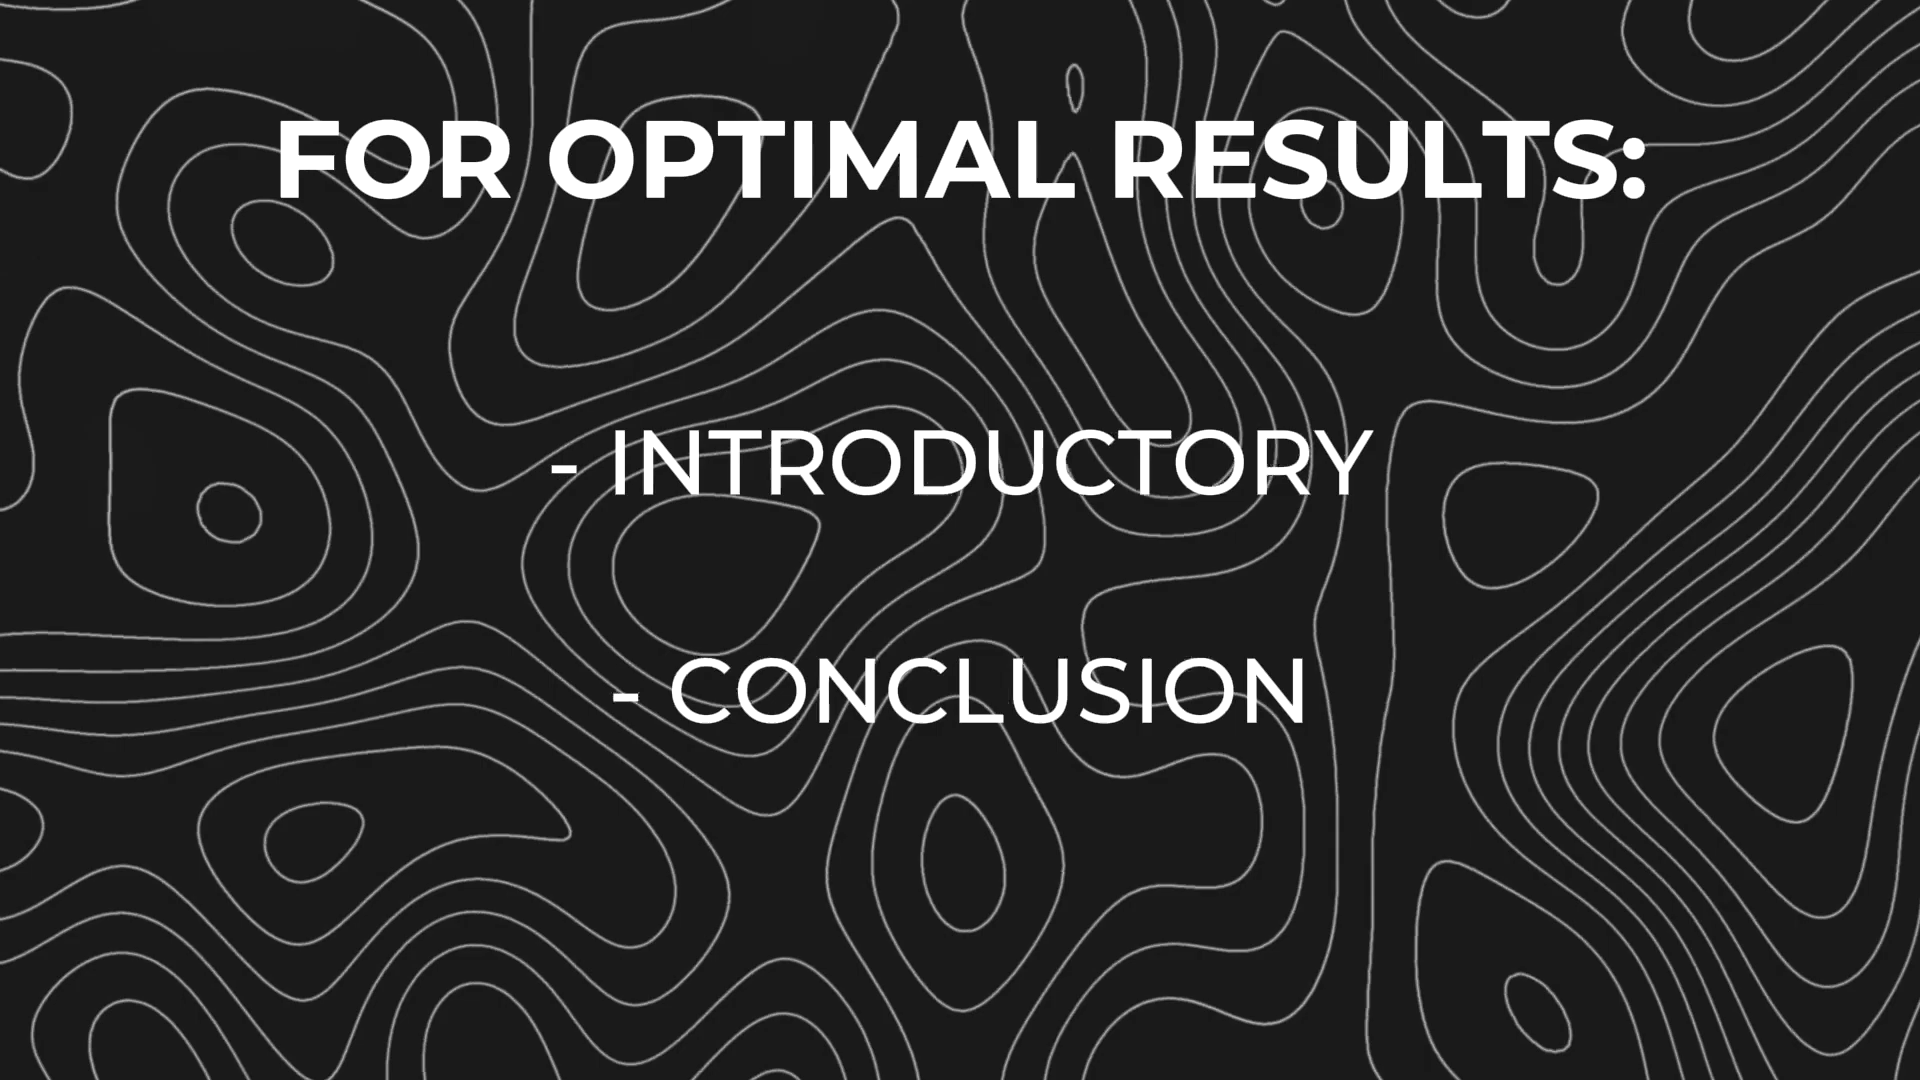 FOR OPTIMAL RESULTS:
- INTRODUCTORY
- CONCLUSION